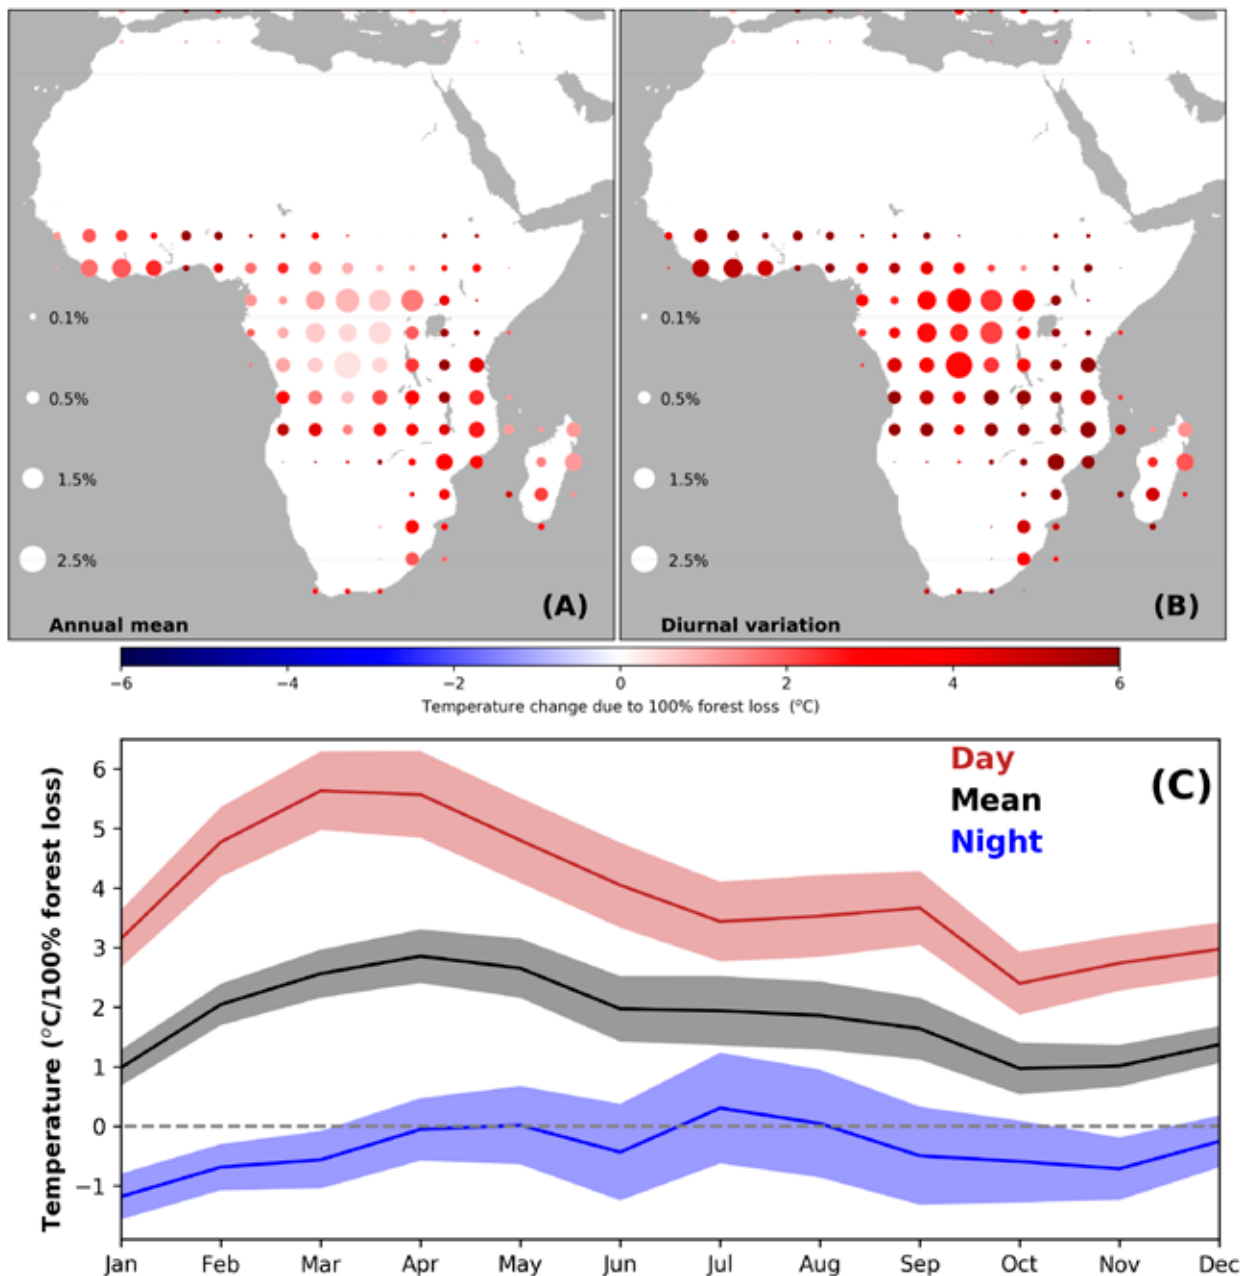 0.1%
0.5%
1.5%
2.5%
Annual mean
(A)
0.1%
0.5%
1.5%
2.5%
Diurnal variation
(B)
−6 −4 −2 0 2 4 6
Temperature change due to 100% forest loss (°C)
Temperature (°C/100% forest loss)
6
5
4
3
2
1
0
−1
Day
Mean
Night
(C)
Jan Feb Mar Apr May Jun Jul Aug Sep Oct Nov Dec